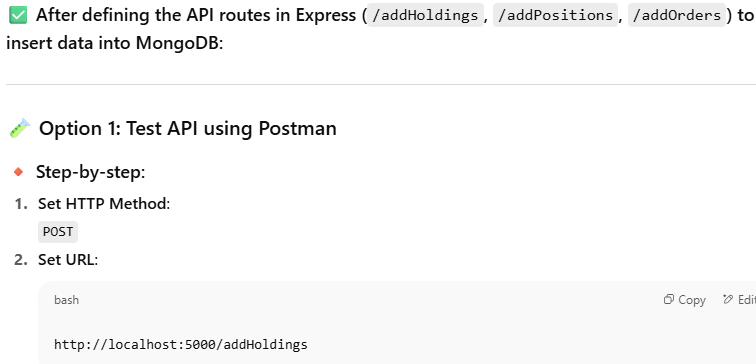 ✅ After defining the API routes in Express (/addHoldings, /addPositions, /addOrders) to
insert data into MongoDB:
🧪 Option 1: Test API using Postman
🔸 Step-by-step:
1. Set HTTP Method:
POST
2. Set URL:
bash Copy Edit
http://localhost:5000/addHoldings